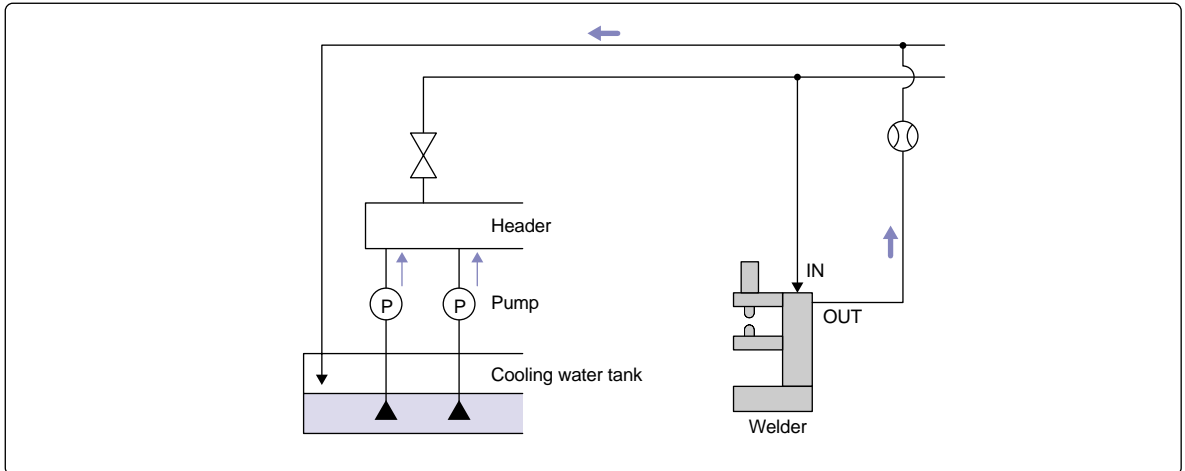 Header
IN
P
P
Pump
OUT
Cooling water tank
Welder